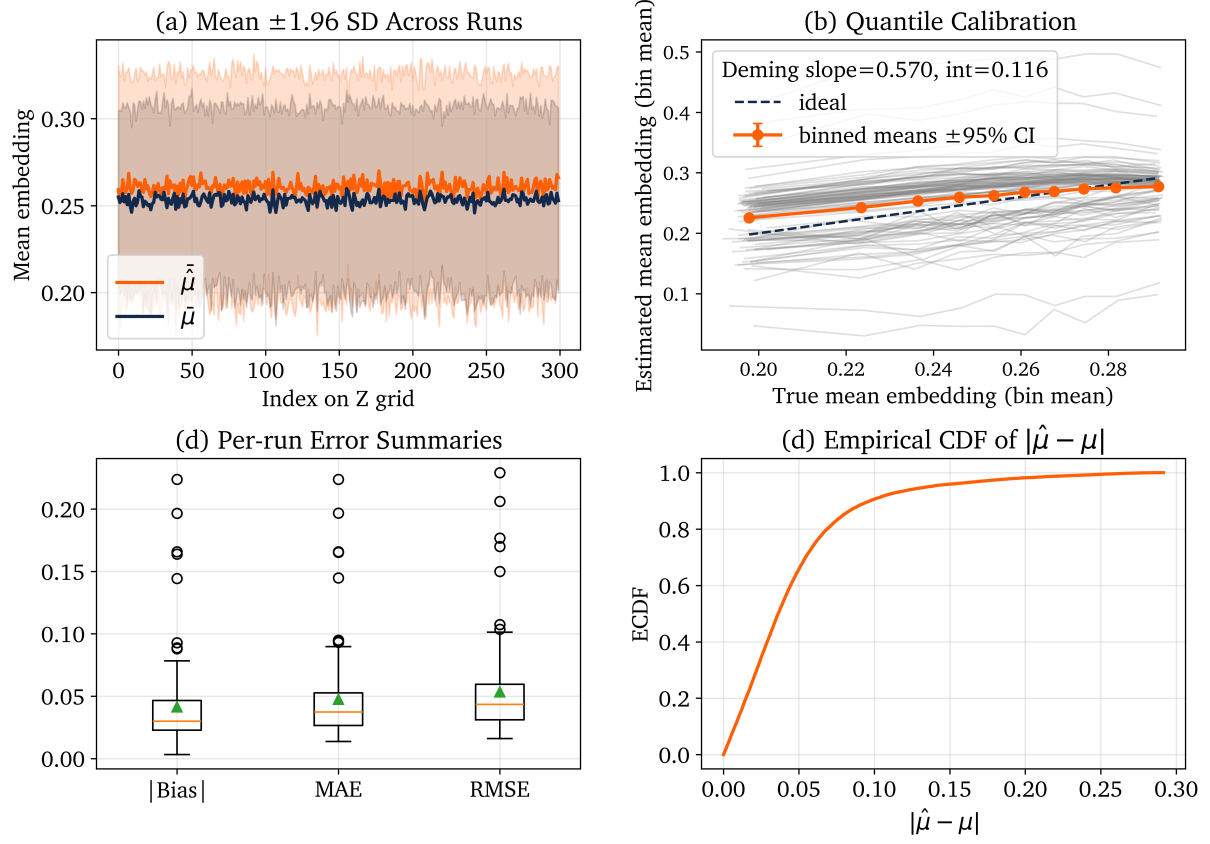 (a) Mean ±1.96 SD Across Runs
Mean embedding
0.30
0.25
0.20
μ̂̄
μ̄
0 50 100 150 200 250 300
Index on Z grid
(b) Quantile Calibration
Estimated mean embedding (bin mean)
0.5
0.4
0.3
0.2
0.1
Deming slope=0.570, int=0.116
ideal
binned means ±95% CI
0.20 0.22 0.24 0.26 0.28
True mean embedding (bin mean)
(d) Per-run Error Summaries
0.20
0.15
0.10
0.05
0.00
|Bias| MAE RMSE
(d) Empirical CDF of |μ̂ − μ|
ECDF
1.0
0.8
0.6
0.4
0.2
0.0
0.00 0.05 0.10 0.15 0.20 0.25 0.30
|μ̂ − μ|